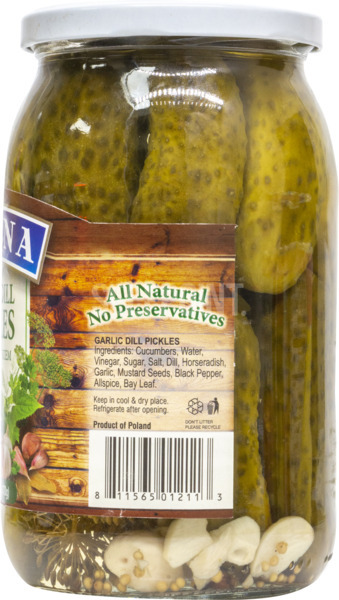 NA
All Natural
No Preservatives
GARLIC DILL PICKLES
Ingredients: Cucumbers, Water,
Vinegar, Sugar, Salt, Dill, Horseradish,
Garlic, Mustard Seeds, Black Pepper,
Allspice, Bay Leaf.
Keep in cool & dry place.
Refrigerate after opening.
DON'T LITTER
PLEASE RECYCLE
Product of Poland
8 11565 01211 3